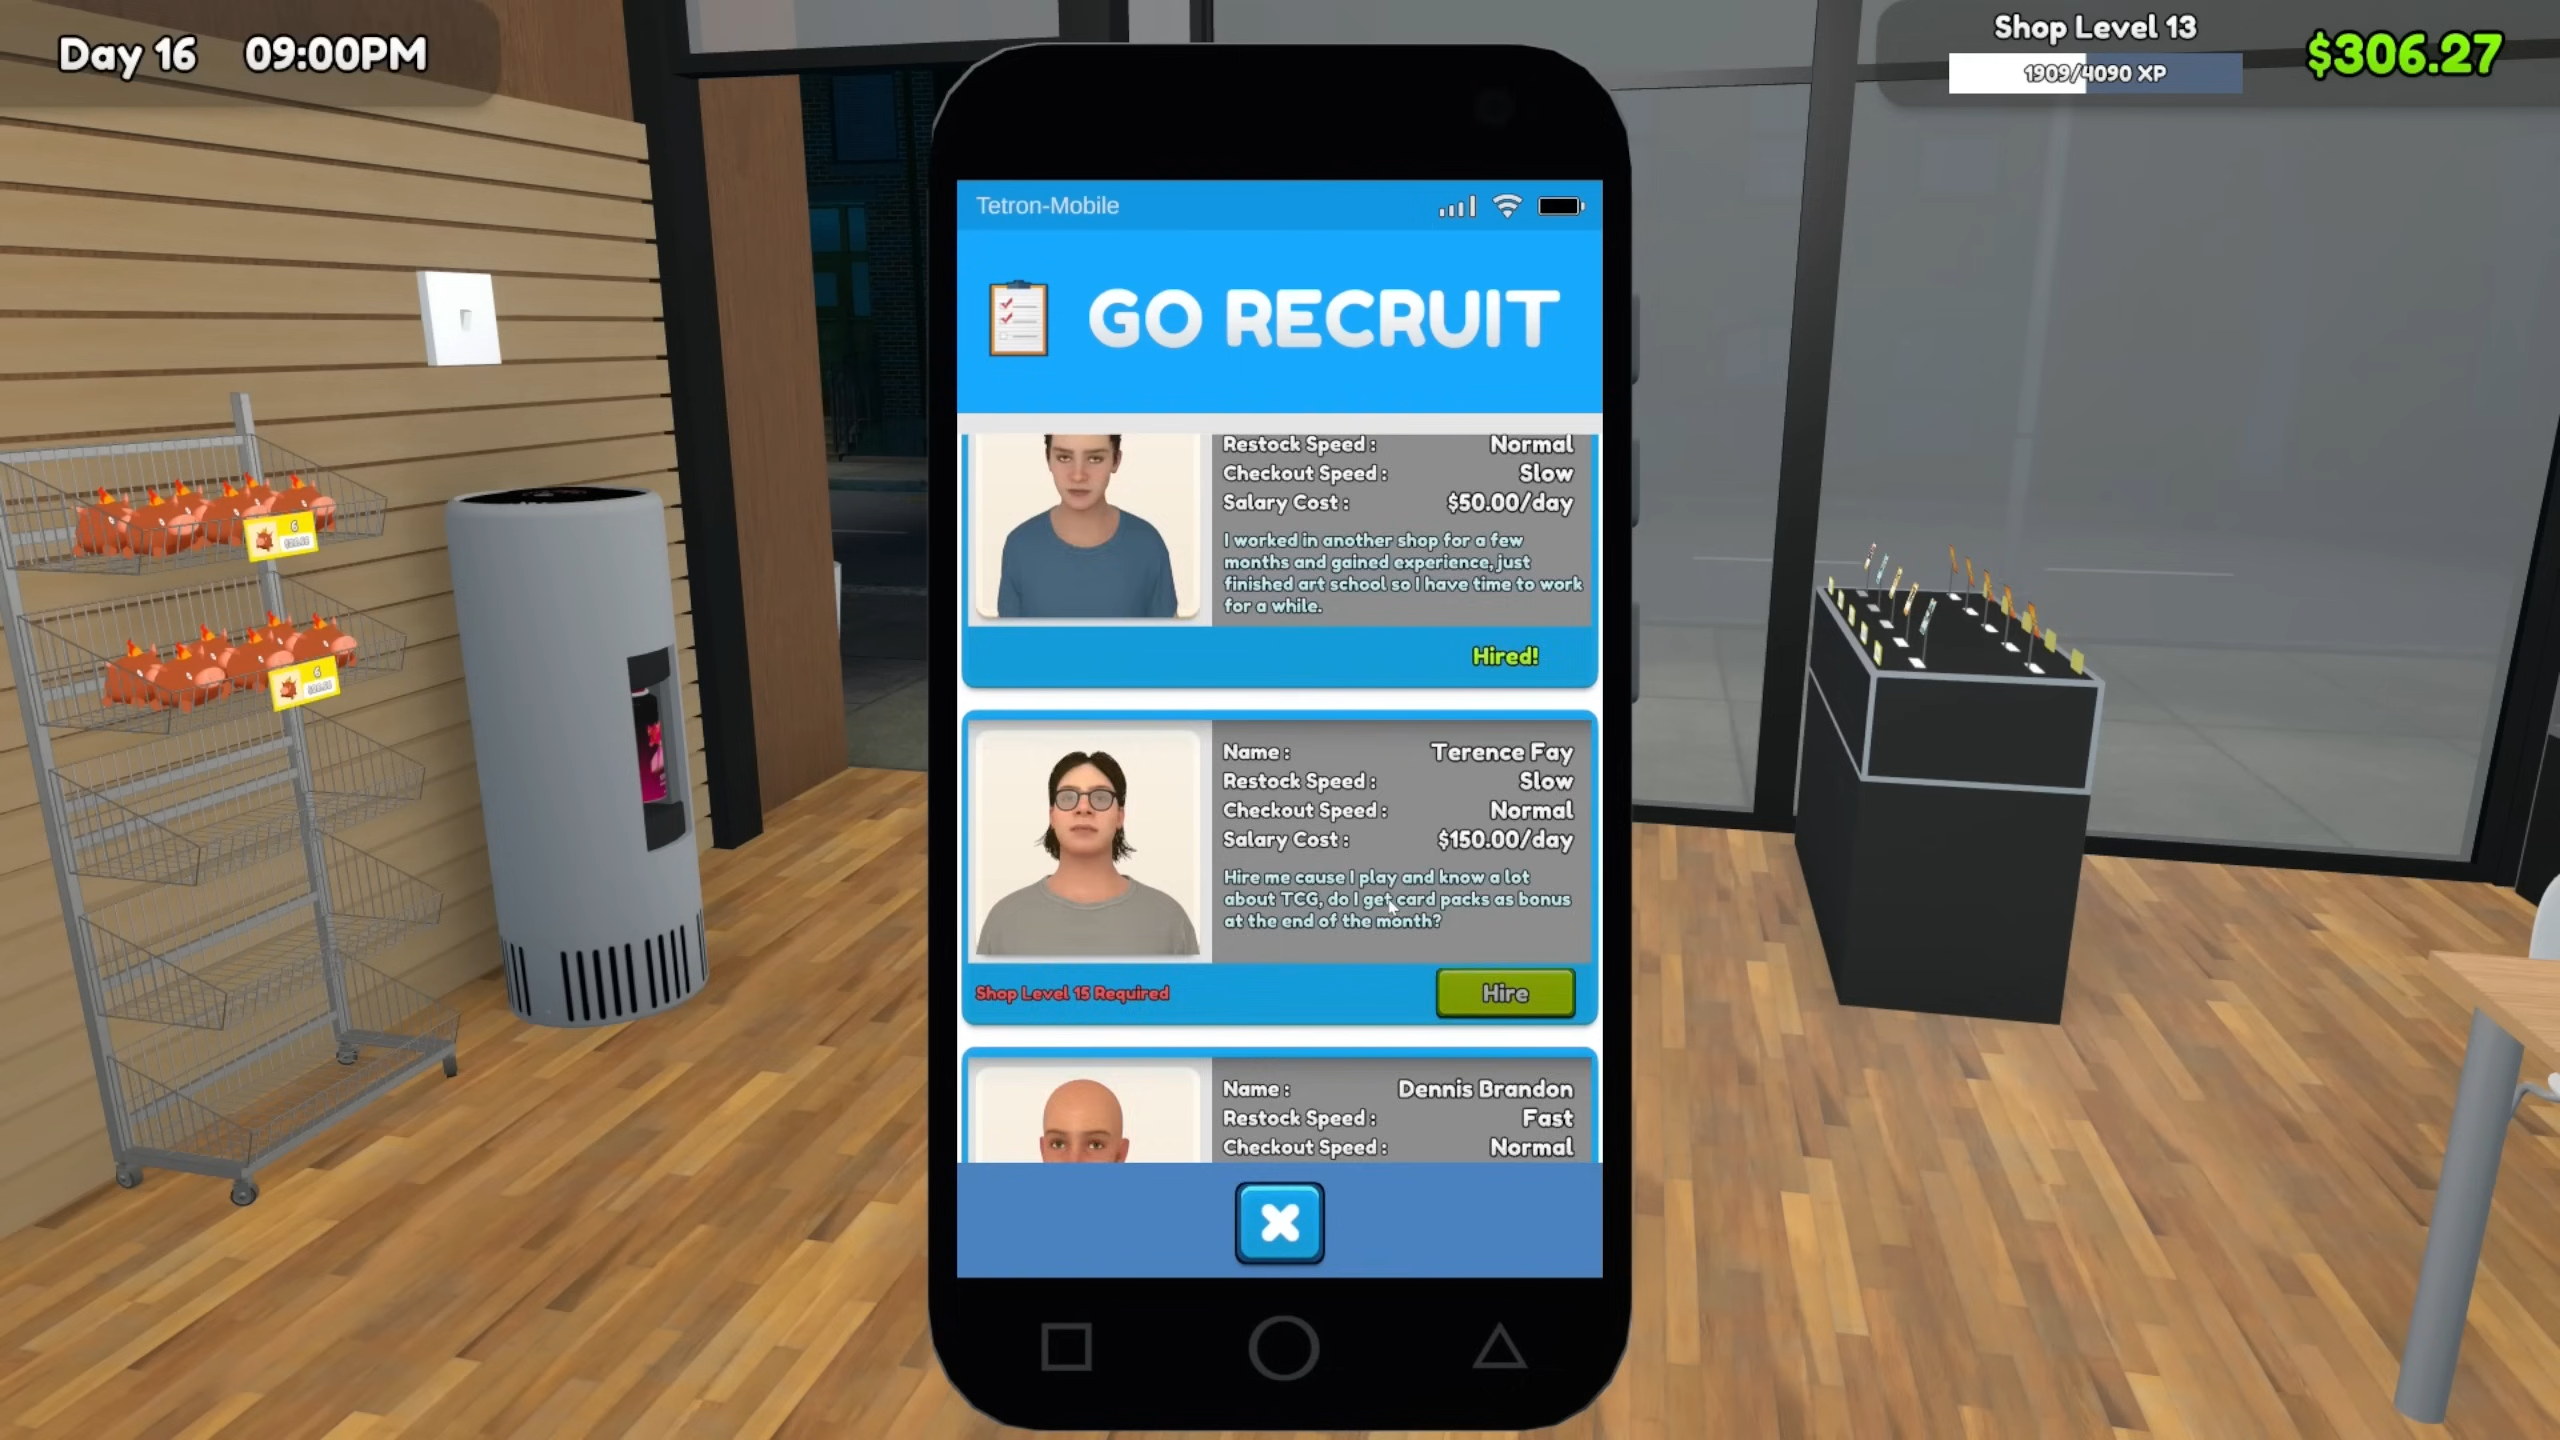 Day 16 09:00PM
Shop Level 13
1909/4090 XP
$306.27
Tetron-Mobile
GO RECRUIT
Restock Speed : Normal
Checkout Speed : Slow
Salary Cost : $50.00/day
I worked in another shop for a few
months and gained experience, just
finished art school so I have time to work
for a while.
Hired!
Name : Terence Fay
Restock Speed : Slow
Checkout Speed : Normal
Salary Cost : $150.00/day
Hire me cause I play and know a lot
about TCG, do I get card packs as bonus
at the end of the month?
Shop Level 15 Required
Hire
Name : Dennis Brandon
Restock Speed : Fast
Checkout Speed : Normal
6
6